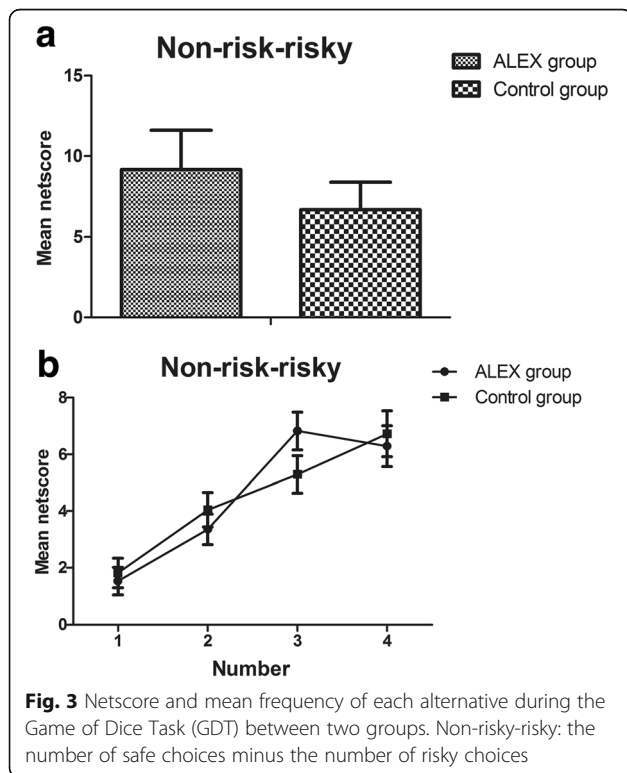 a
Non-risk-risky
ALEX group
Control group
15
10
5
0
Mean netscore
b
Non-risk-risky
ALEX group
Control group
8
6
4
2
0
Mean netscore
1 2 3 4
Number
Fig. 3 Netscore and mean frequency of each alternative during the
Game of Dice Task (GDT) between two groups. Non-risky-risky: the
number of safe choices minus the number of risky choices